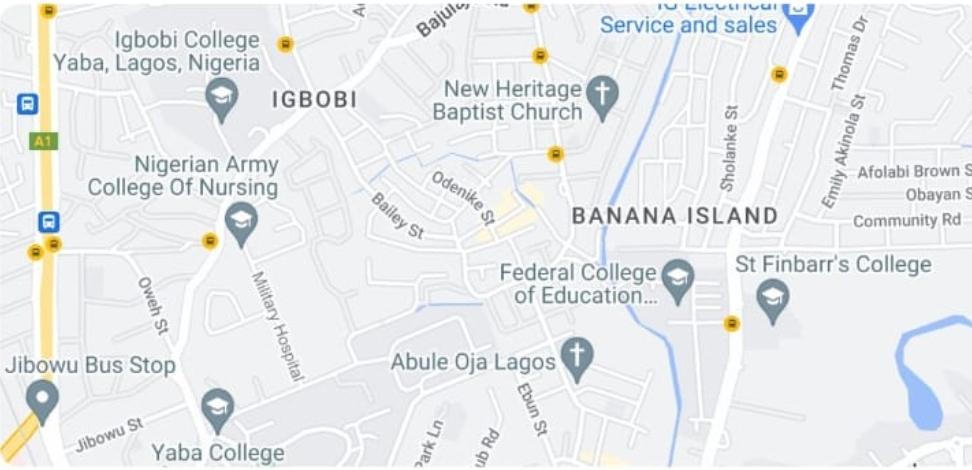 Bajulo
IG Electrical
Service and sales
Igbobi College
Yaba, Lagos, Nigeria
Thomas Dr
IGBOBI
New Heritage
Baptist Church
A1
Sholanke St
Emily Akinola St
Nigerian Army
College Of Nursing
Afolabi Brown S
Odenike St
Obayan S
Bailey St
BANANA ISLAND
Community Rd
Federal College
of Education...
St Finbarr's College
Oweh St
Military Hospital
Jibowu Bus Stop
Abule Oja Lagos
Ebun St
Jibowu St
Park Ln
ub Rd
Yaba College